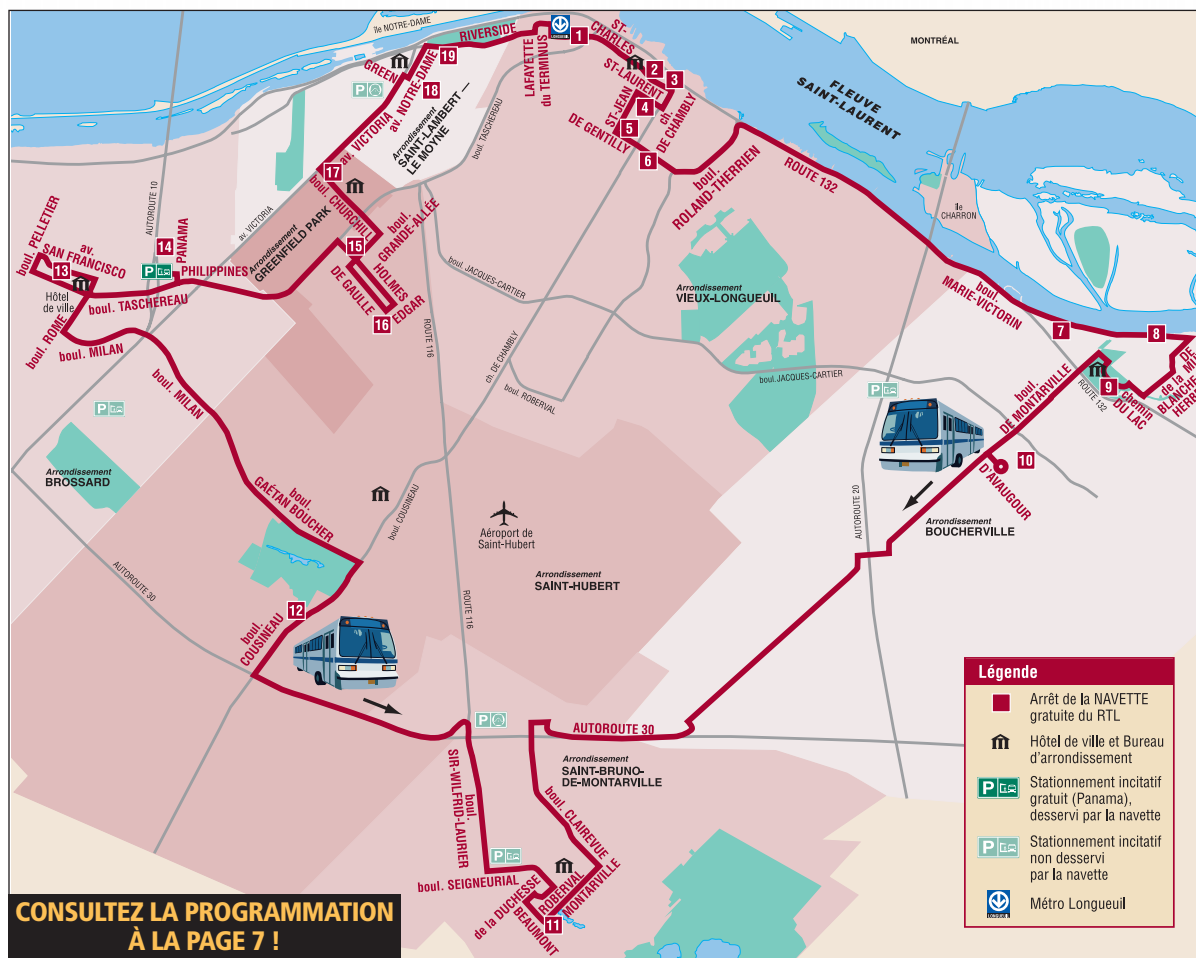 île NOTRE-DAME
MONTRÉAL
FLEUVE
SAINT-LAURENT
île
CHARRON
RIVERSIDE
GREEN
LAFAYETTE
du TERMINUS
LONGUEUIL
ST-
CHARLES
ST-LAURENT
ST-JEAN
DE GENTILLY
ch.
DE CHAMBLY
boul.
ROLAND-THERRIEN
ROUTE 132
boul.
MARIE-VICTORIN
1
2
3
4
5
6
7
8
9
10
11
12
13
14
15
16
17
18
19
av. VICTORIA
av. NOTRE-DAME
Arrondissement
SAINT-LAMBERT —
LE MOYNE
boul. TASCHEREAU
AUTOROUTE 10
av. VICTORIA
boul. CHURCHILL
boul.
GRANDE-ALLÉE
Arrondissement
GREENFIELD PARK
HOLMES
DE GAULLE
EDGAR
boul. PELLETIER
av.
SAN FRANCISCO
Hôtel
de ville
PANAMA
P
PHILIPPINES
boul. TASCHEREAU
boul. ROME
boul. MILAN
boul. MILAN
boul. JACQUES-CARTIER
ROUTE 116
ch. DE CHAMBLY
boul. ROBERVAL
Arrondissement
VIEUX-LONGUEUIL
boul. JACQUES-CARTIER
P
boul.
DE MONTARVILLE
ROUTE 132
chemin
DU LAC
DE
BLANCHE
HERBE
D'AVAUGOUR
Arrondissement
BOUCHERVILLE
AUTOROUTE 20
P
P
Arrondissement
BROSSARD
boul.
GAÉTAN BOUCHER
boul. COUSINEAU
Aéroport de
Saint-Hubert
Arrondissement
SAINT-HUBERT
AUTOROUTE 30
boul.
COUSINEAU
ROUTE 116
P
AUTOROUTE 30
Arrondissement
SAINT-BRUNO-
DE-MONTARVILLE
boul.
SIR-WILFRID-LAURIER
boul. CLAIREVUE
P
boul. SEIGNEURIAL
de la DUCHESSE
BEAUMONT
ROBERVAL
MONTARVILLE
Légende
Arrêt de la NAVETTE
gratuite du RTL
Hôtel de ville et Bureau
d'arrondissement
P
Stationnement incitatif
gratuit (Panama),
desservi par la navette
P
Stationnement incitatif
non desservi
par la navette
LONGUEUIL
Métro Longueuil
CONSULTEZ LA PROGRAMMATION
À LA PAGE 7 !